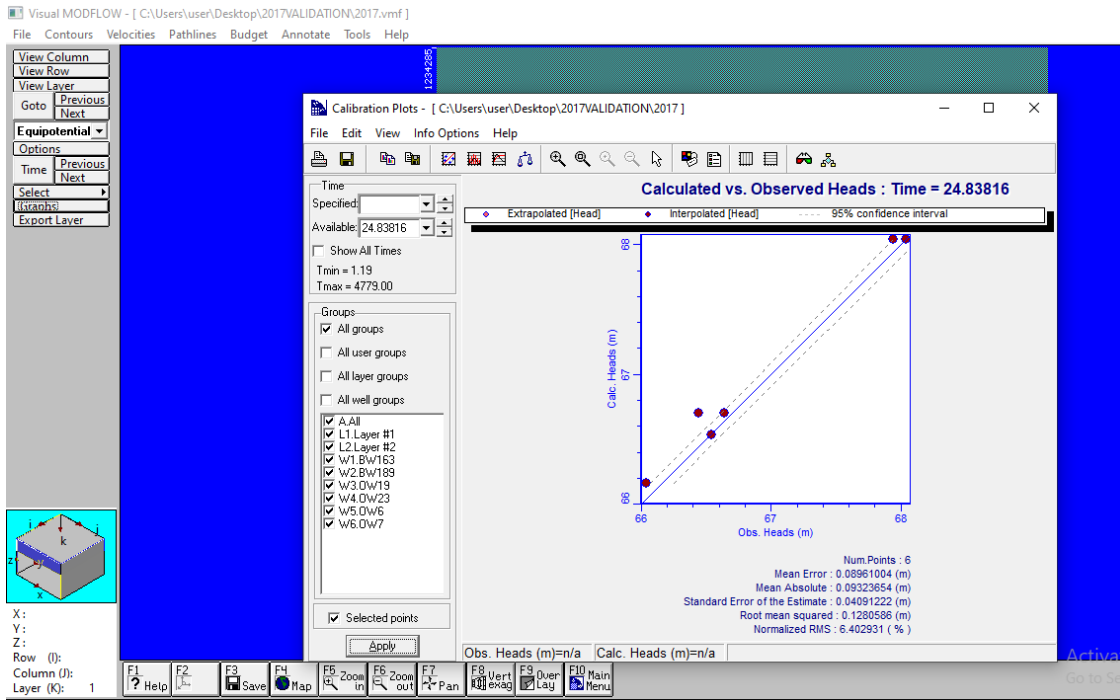 Visual MODFLOW - [ C:\Users\user\Desktop\2017VALIDATION\2017.vmf ]
File Contours Velocities Pathlines Budget Annotate Tools Help
View Column
View Row
View Layer
Goto Previous
Next
Equipotential
Options
Time Previous
Next
Select
Graphs
Export Layer
1234285
Calibration Plots - [ C:\Users\user\Desktop\2017VALIDATION\2017 ]
File Edit View Info Options Help
Time
Specified:
Available: 24.83816
Show All Times
Tmin = 1.19
Tmax = 4779.00
Groups
All groups
All user groups
All layer groups
All well groups
A.All
L1.Layer #1
L2.Layer #2
W1.BW163
W2.BW189
W3.OW19
W4.OW23
W5.OW6
W6.OW7
Selected points
Apply
Calculated vs. Observed Heads : Time = 24.83816
Extrapolated [Head] Interpolated [Head] 95% confidence interval
68
67
66
Calc. Heads (m)
66 67 68
Obs. Heads (m)
Num.Points : 6
Mean Error : 0.08961004 (m)
Mean Absolute : 0.09323654 (m)
Standard Error of the Estimate : 0.04091222 (m)
Root mean squared : 0.1280586 (m)
Normalized RMS : 6.402931 ( % )
Obs. Heads (m)=n/a Calc. Heads (m)=n/a
i j
k
z y
x
X :
Y :
Z :
Row (I):
Column (J):
Layer (K): 1
F1 ? Help
F2
F3 Save
F4 Map
F5 Zoom in
F6 Zoom out
F7 Pan
F8 Vert exag
F9 Over Lay
F10 Main Menu
Activa
Go to Se